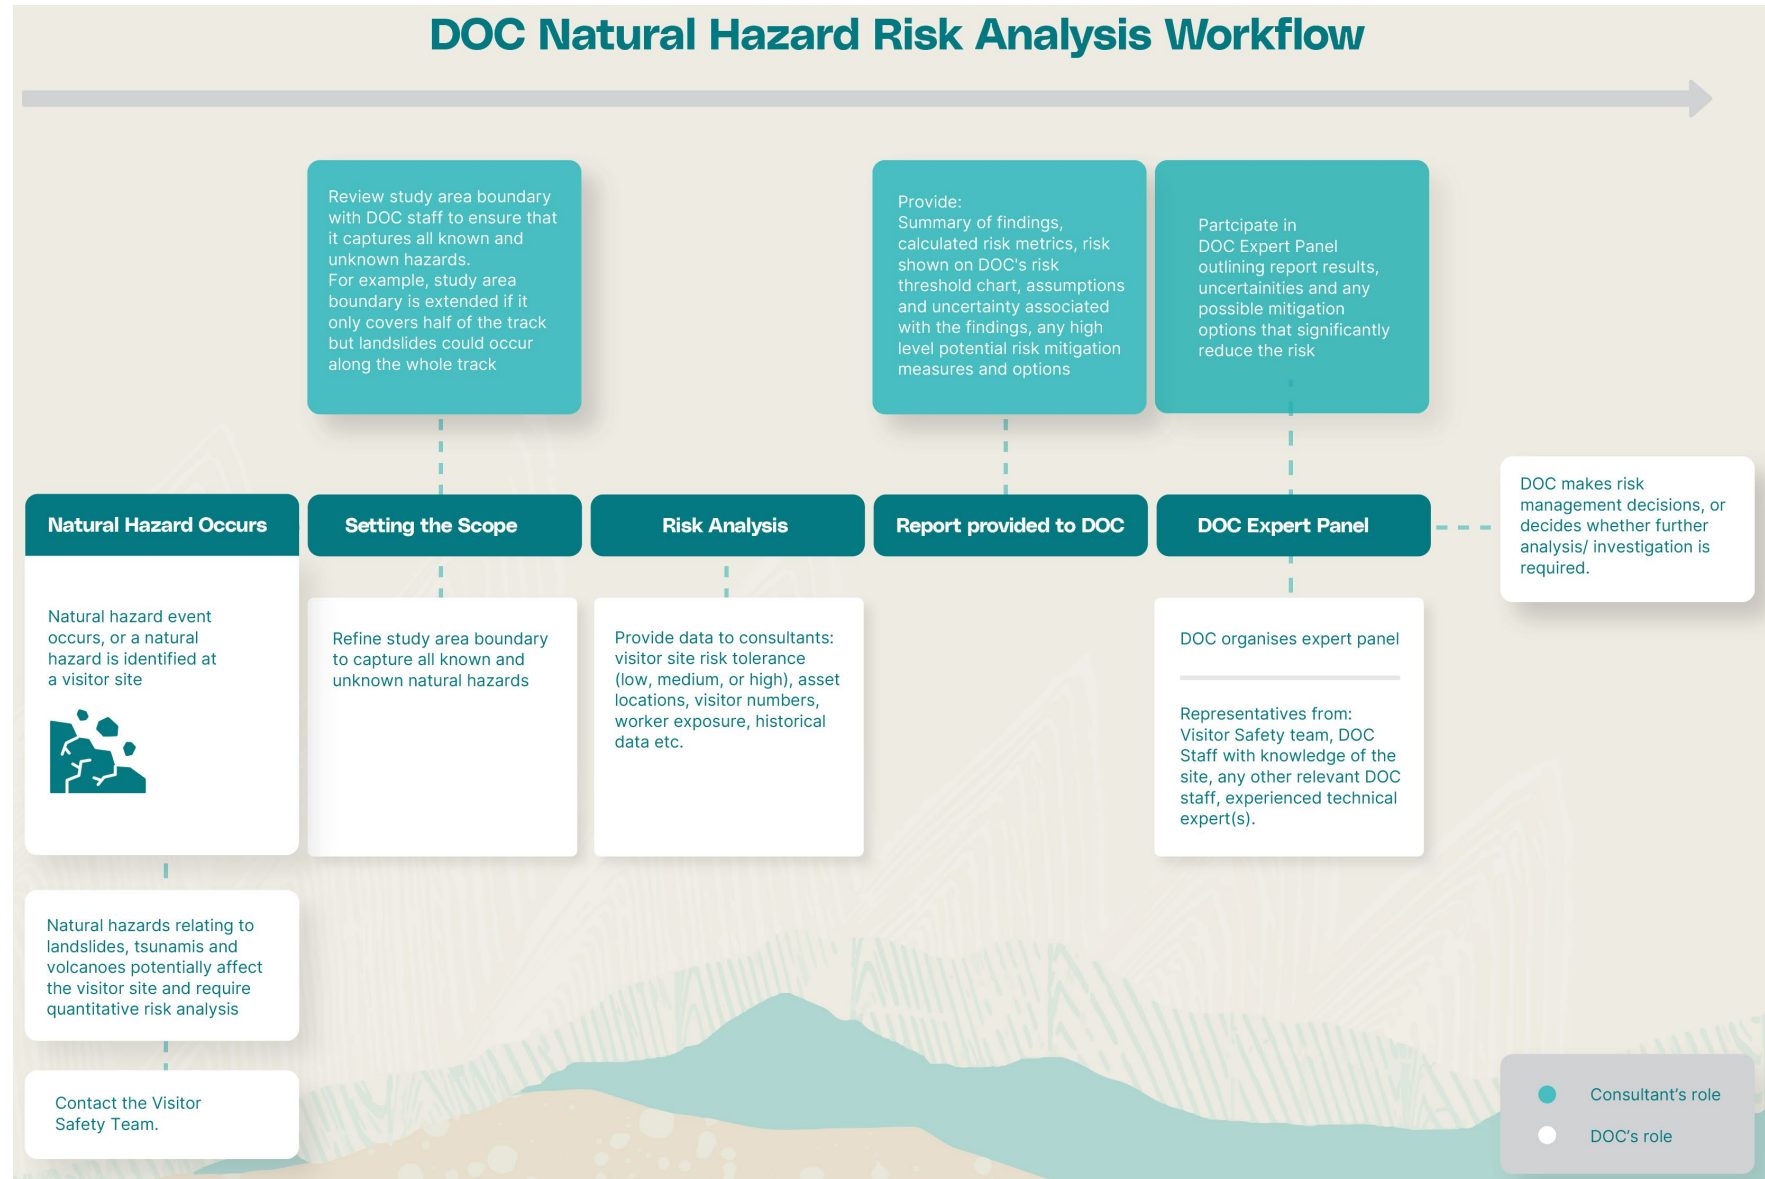 DOC Natural Hazard Risk Analysis Workflow
Review study area boundary
with DOC staff to ensure that
it captures all known and
unknown hazards.
For example, study area
boundary is extended if it
only covers half of the track
but landslides could occur
along the whole track
Provide:
Summary of findings,
calculated risk metrics, risk
shown on DOC's risk
threshold chart, assumptions
and uncertainty associated
with the findings, any high
level potential risk mitigation
measures and options
Partcipate in
DOC Expert Panel
outlining report results,
uncertainities and any
possible mitigation
options that significantly
reduce the risk
Natural Hazard Occurs
Setting the Scope
Risk Analysis
Report provided to DOC
DOC Expert Panel
DOC makes risk
management decisions, or
decides whether further
analysis/ investigation is
required.
Natural hazard event
occurs, or a natural
hazard is identified at
a visitor site
Refine study area boundary
to capture all known and
unknown natural hazards
Provide data to consultants:
visitor site risk tolerance
(low, medium, or high), asset
locations, visitor numbers,
worker exposure, historical
data etc.
DOC organises expert panel
Representatives from:
Visitor Safety team, DOC
Staff with knowledge of the
site, any other relevant DOC
staff, experienced technical
expert(s).
Natural hazards relating to
landslides, tsunamis and
volcanoes potentially affect
the visitor site and require
quantitative risk analysis
Contact the Visitor
Safety Team.
Consultant's role
DOC's role